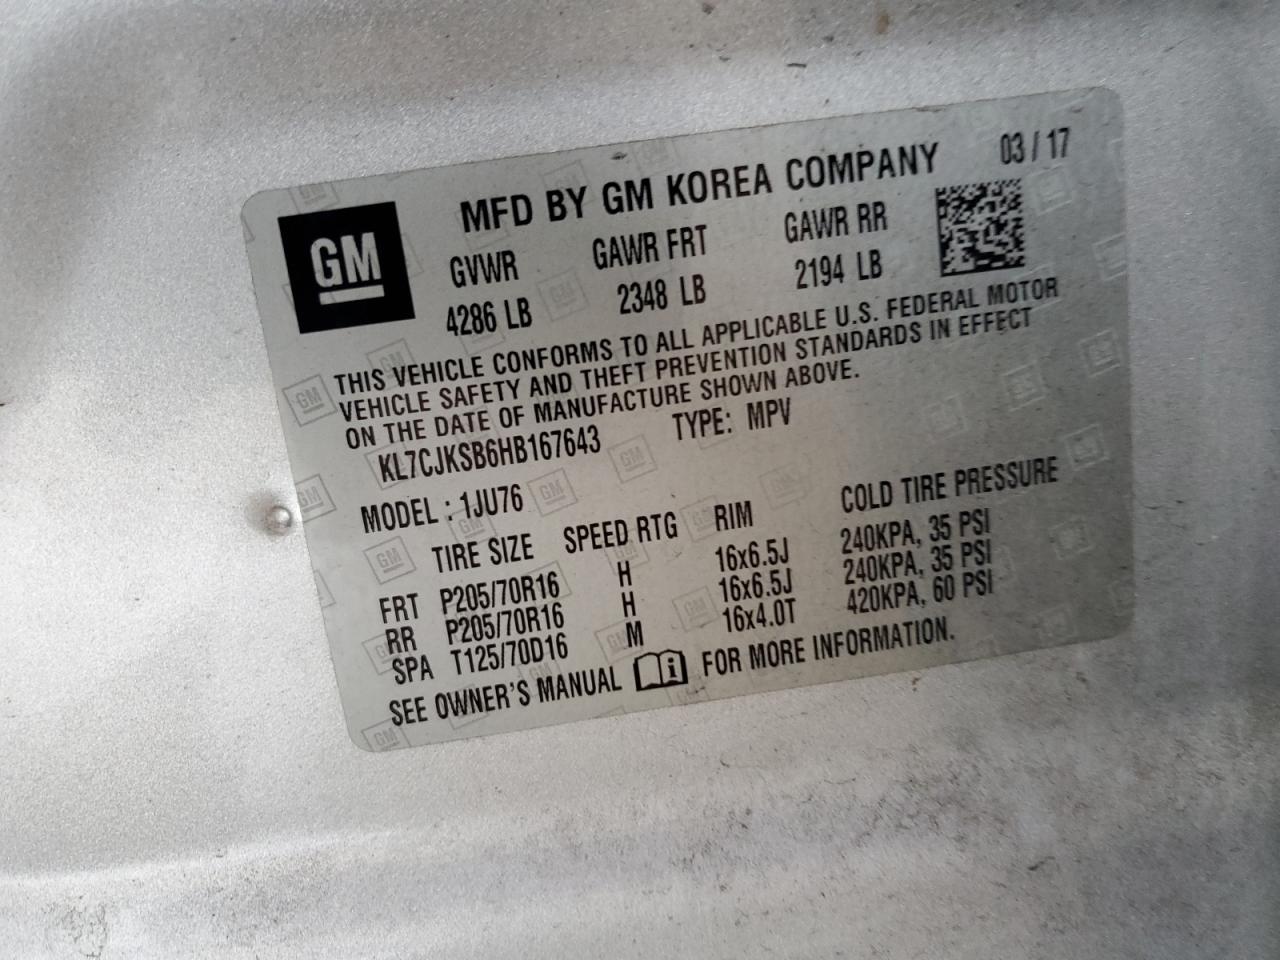 GM
MFD BY GM KOREA COMPANY 03 / 17
GVWR GAWR FRT GAWR RR
4286 LB 2348 LB 2194 LB
THIS VEHICLE CONFORMS TO ALL APPLICABLE U.S. FEDERAL MOTOR
VEHICLE SAFETY AND THEFT PREVENTION STANDARDS IN EFFECT
ON THE DATE OF MANUFACTURE SHOWN ABOVE.
KL7CJKSB6HB167643 TYPE: MPV
MODEL : 1JU76
TIRE SIZE SPEED RTG RIM COLD TIRE PRESSURE
FRT P205/70R16 H 16x6.5J 240KPA, 35 PSI
RR P205/70R16 H 16x6.5J 240KPA, 35 PSI
SPA T125/70D16 M 16x4.0T 420KPA, 60 PSI
SEE OWNER'S MANUAL i FOR MORE INFORMATION.